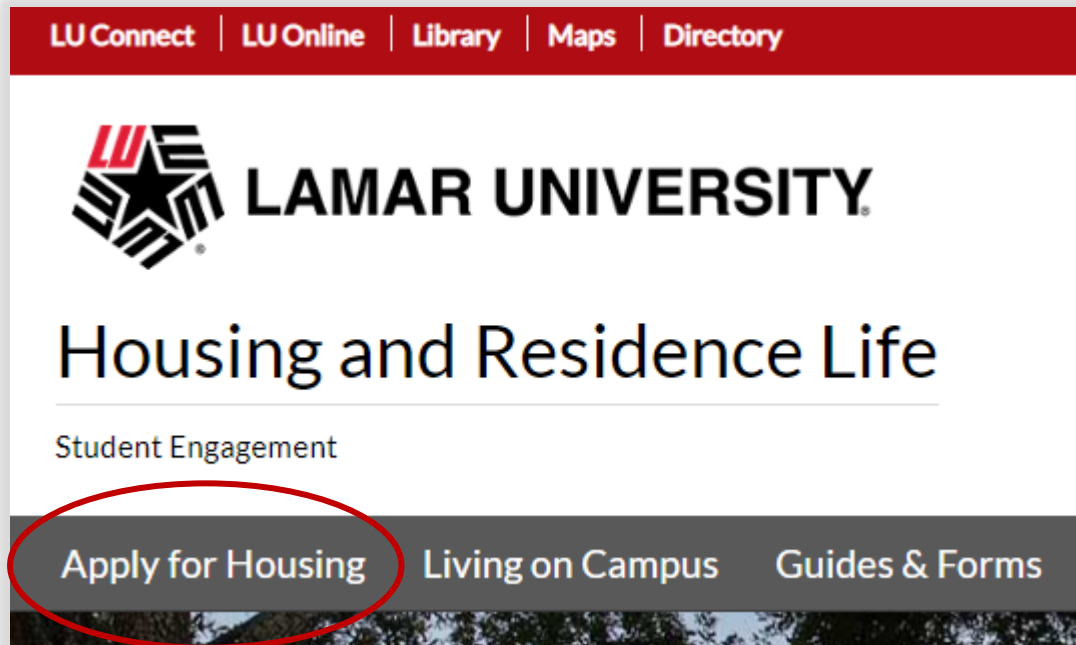 LU Connect | LU Online | Library | Maps | Directory
LU
LAMAR UNIVERSITY®
Housing and Residence Life
Student Engagement
Apply for Housing Living on Campus Guides & Forms